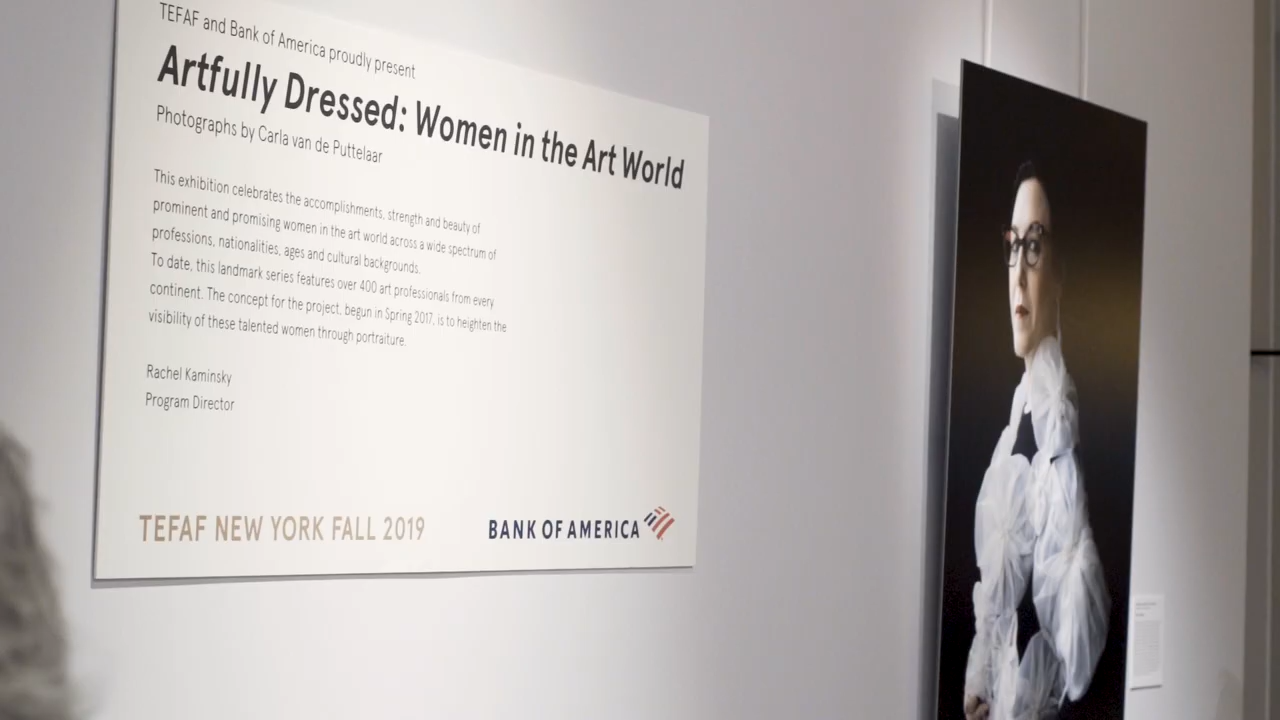 TEFAF and Bank of America proudly present
Artfully Dressed: Women in the Art World
Photographs by Carla van de Puttelaar
This exhibition celebrates the accomplishments, strength and beauty of
prominent and promising women in the art world across a wide spectrum of
professions, nationalities, ages and cultural backgrounds.
To date, this landmark series features over 400 art professionals from every
continent. The concept for the project, begun in Spring 2017, is to heighten the
visibility of these talented women through portraiture.
Rachel Kaminsky
Program Director
TEFAF NEW YORK FALL 2019
BANK OF AMERICA